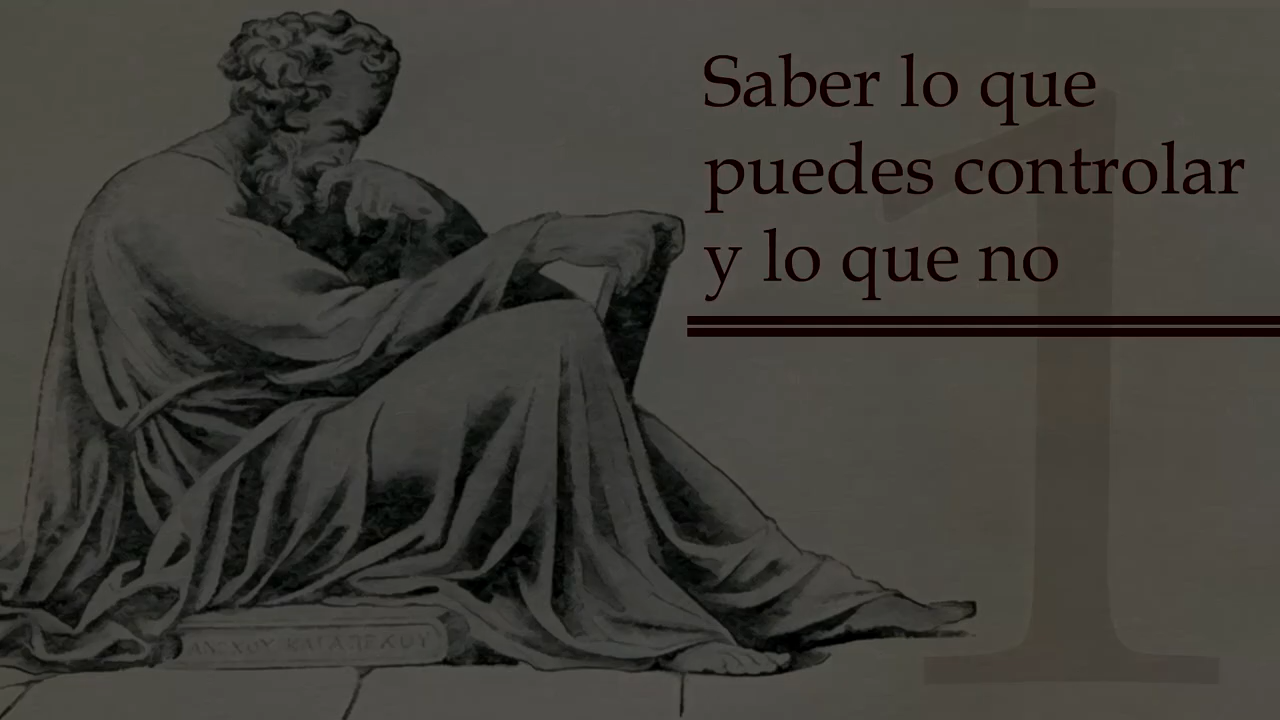 Saber lo que
puedes controlar
y lo que no
1